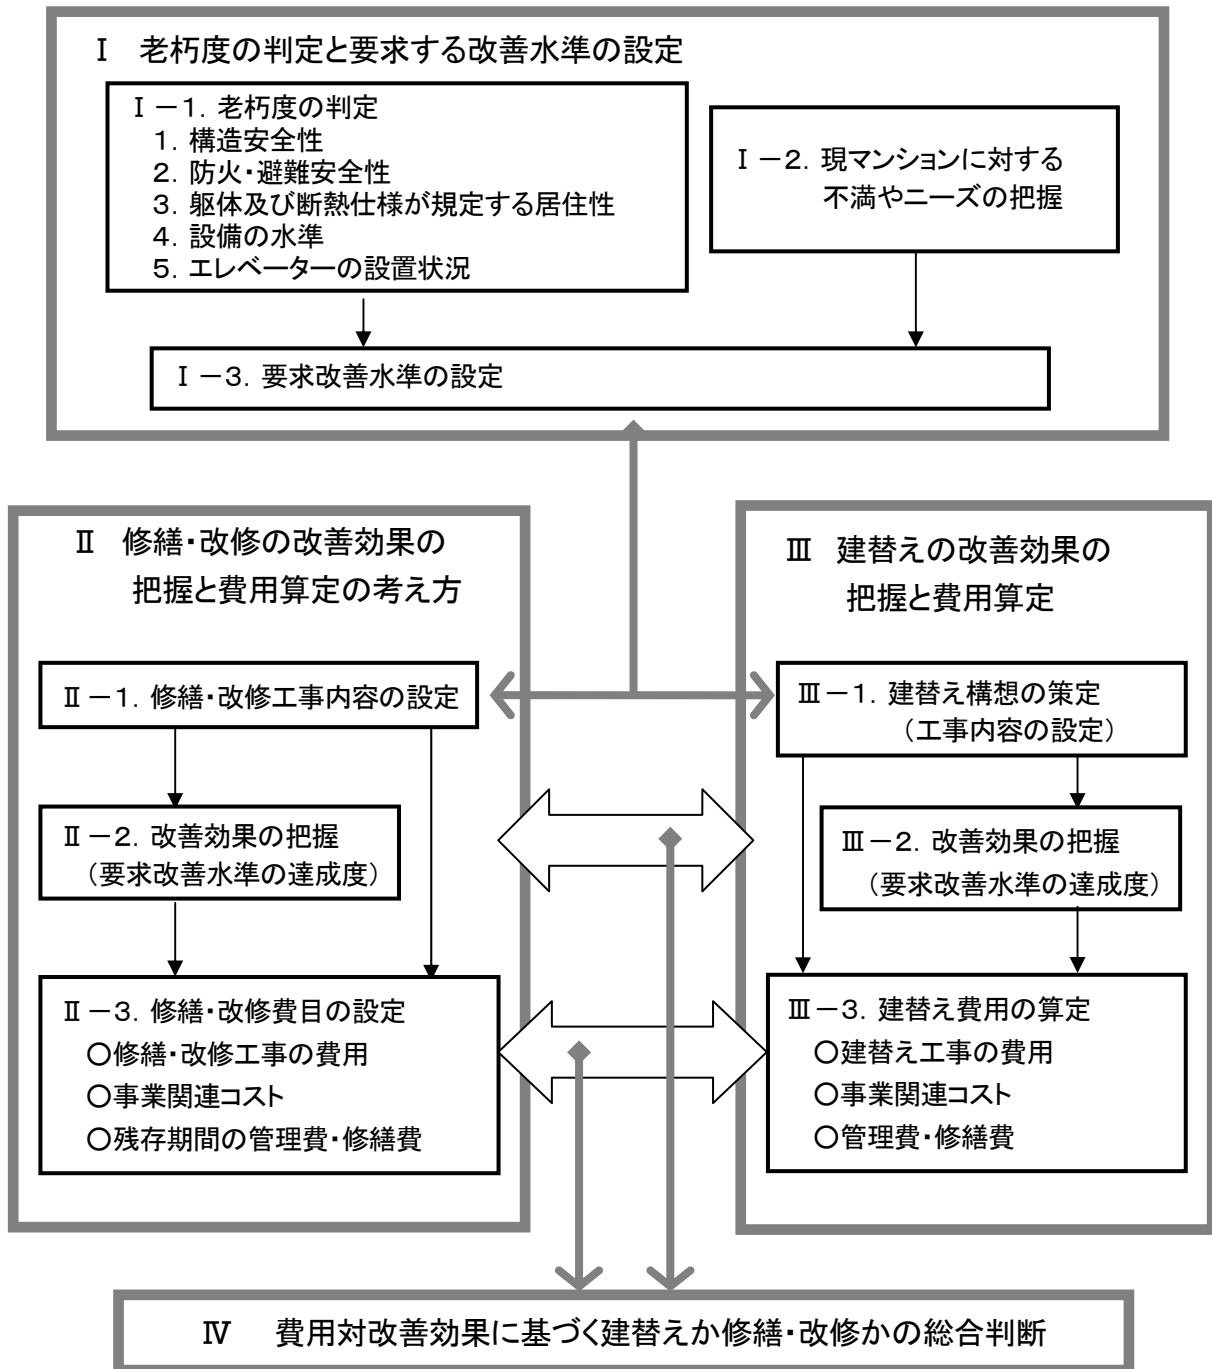 Ⅰ 老朽度の判定と要求する改善水準の設定
Ⅰ－1．老朽度の判定
1．構造安全性
2．防火・避難安全性
3．躯体及び断熱仕様が規定する居住性
4．設備の水準
5．エレベーターの設置状況
Ⅰ－2．現マンションに対する
不満やニーズの把握
Ⅰ－3．要求改善水準の設定
Ⅱ 修繕・改修の改善効果の
把握と費用算定の考え方
Ⅱ－1．修繕・改修工事内容の設定
Ⅱ－2．改善効果の把握
（要求改善水準の達成度）
Ⅱ－3．修繕・改修費目の設定
○修繕・改修工事の費用
○事業関連コスト
○残存期間の管理費・修繕費
Ⅲ 建替えの改善効果の
把握と費用算定
Ⅲ－1．建替え構想の策定
（工事内容の設定）
Ⅲ－2．改善効果の把握
（要求改善水準の達成度）
Ⅲ－3．建替え費用の算定
○建替え工事の費用
○事業関連コスト
○管理費・修繕費
Ⅳ 費用対改善効果に基づく建替えか修繕・改修かの総合判断